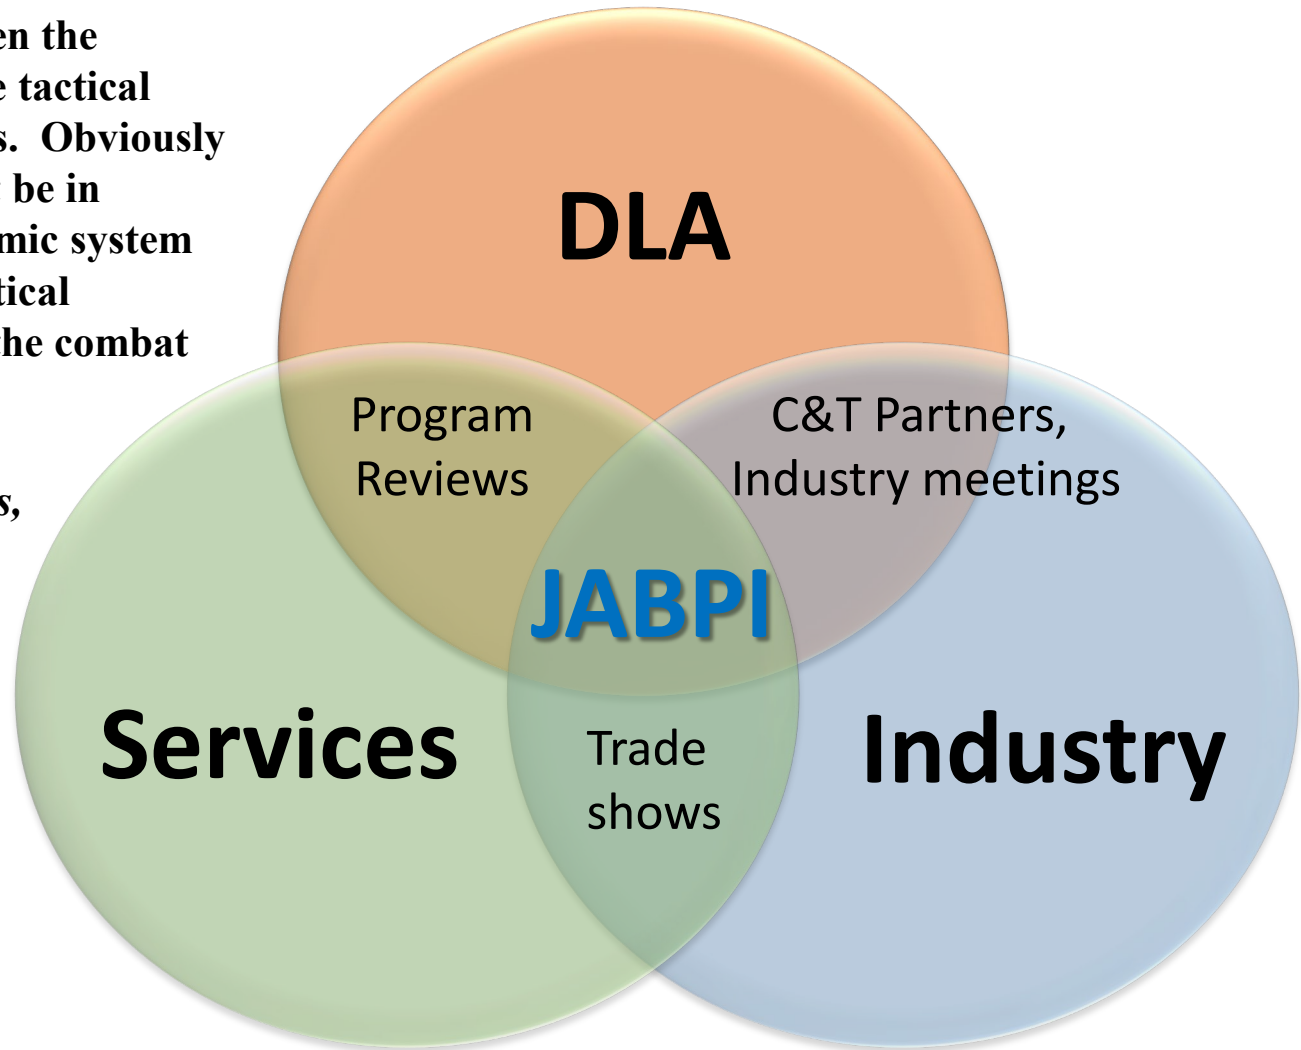 en the
e tactical
s. Obviously
be in
mic system
tical
the combat
s,
DLA
Program
Reviews
C&T Partners,
Industry meetings
JABPI
Services
Industry
Trade
shows